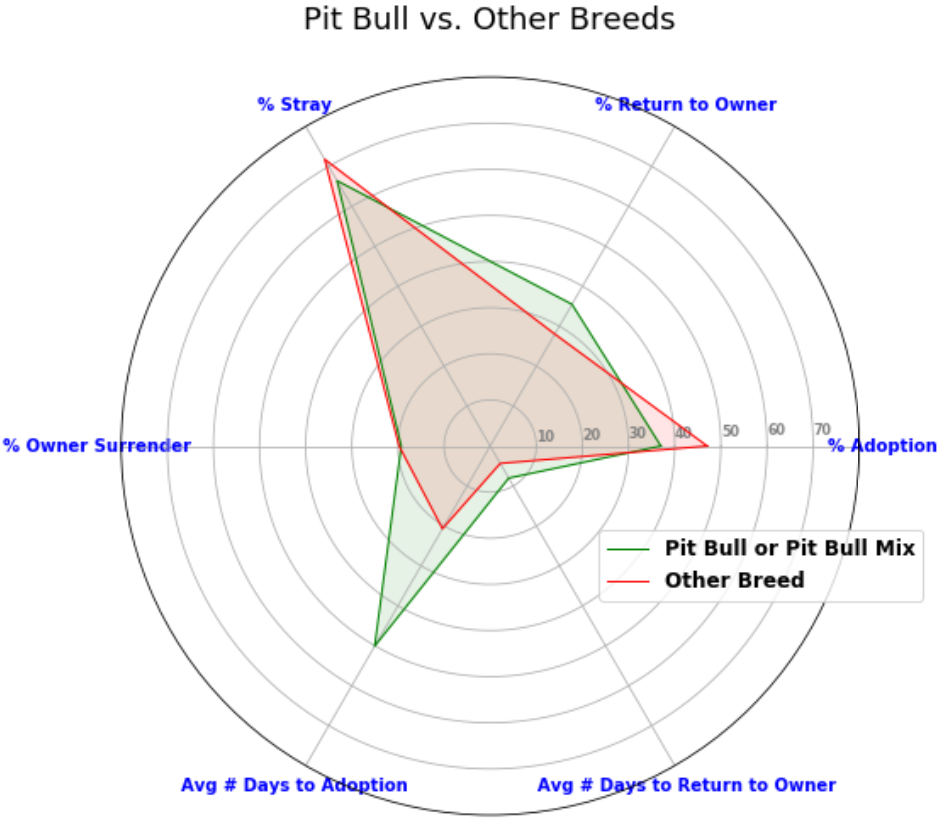 Pit Bull vs. Other Breeds
% Stray
% Return to Owner
% Owner Surrender
10 20 30 40 50 60 70
% Adoption
Pit Bull or Pit Bull Mix
Other Breed
Avg # Days to Adoption
Avg # Days to Return to Owner